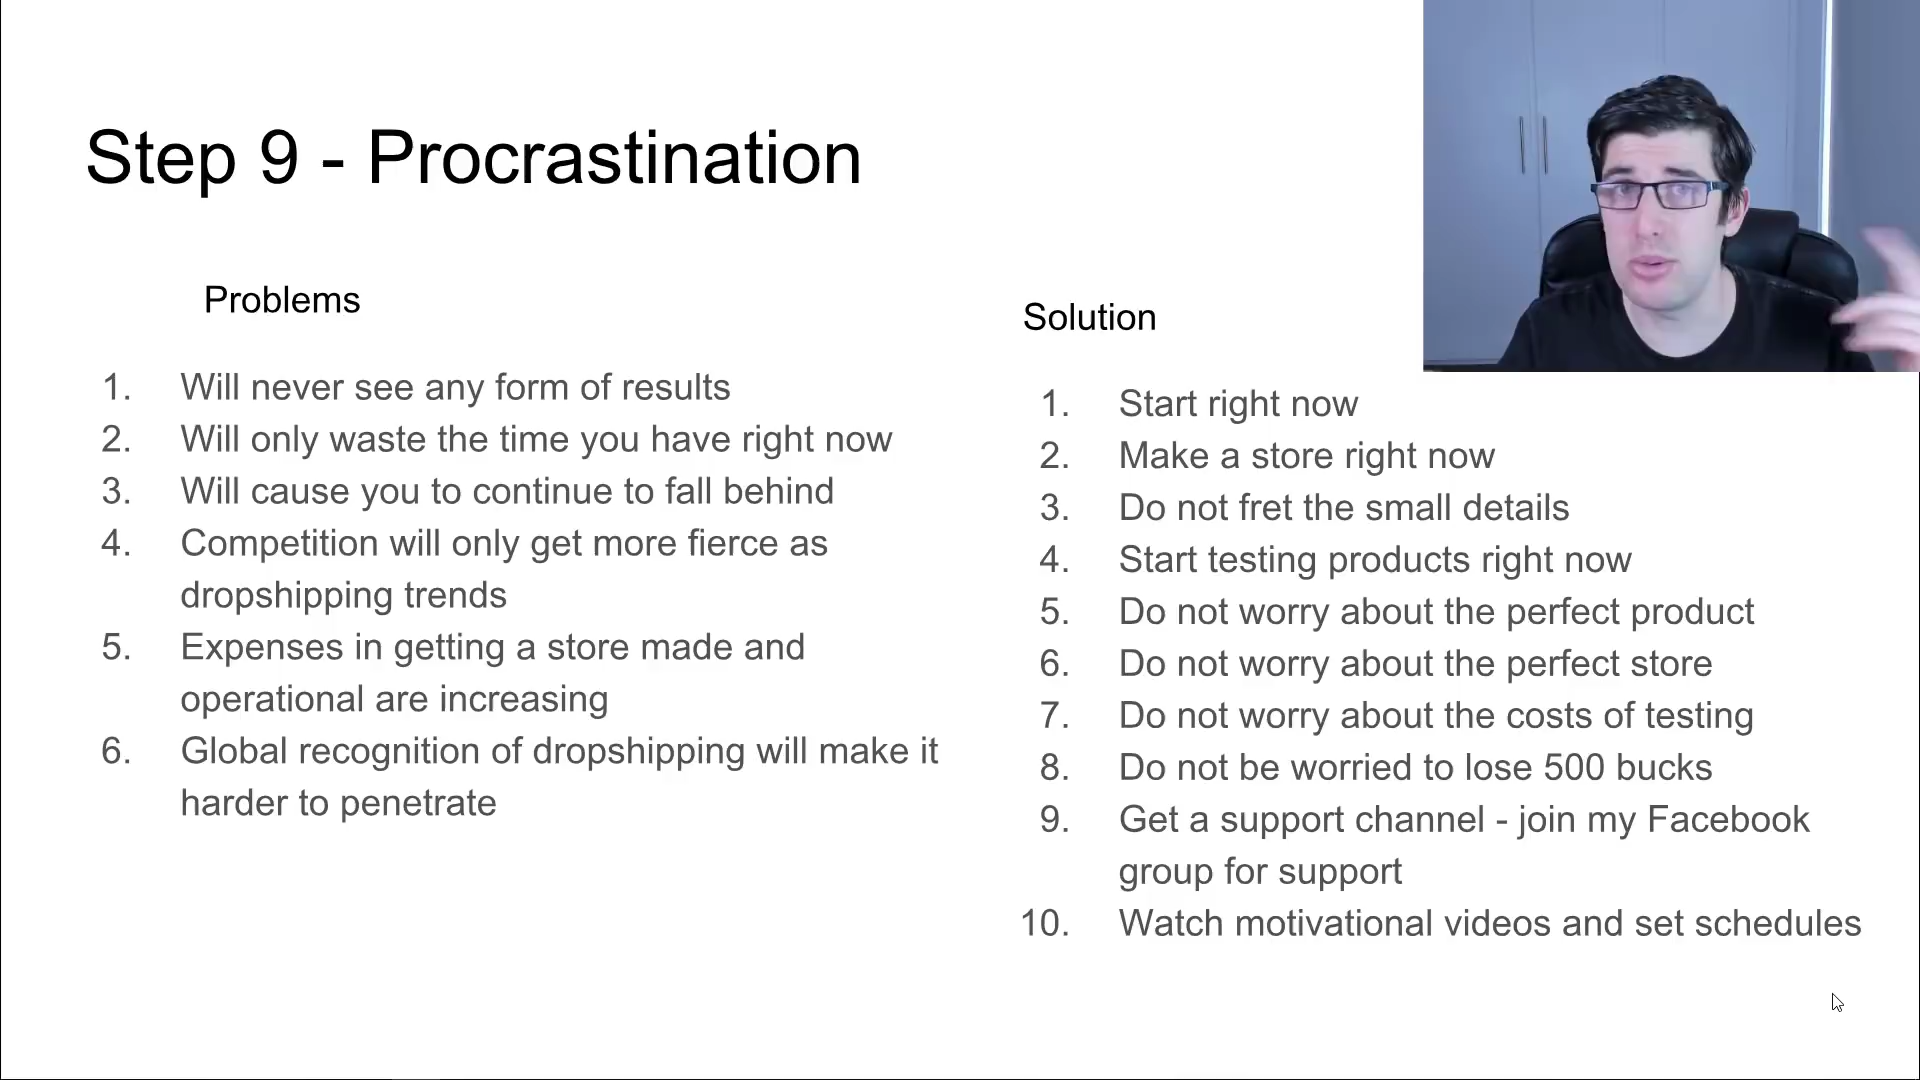 Step 9 - Procrastination
Problems
1. Will never see any form of results
2. Will only waste the time you have right now
3. Will cause you to continue to fall behind
4. Competition will only get more fierce as
dropshipping trends
5. Expenses in getting a store made and
operational are increasing
6. Global recognition of dropshipping will make it
harder to penetrate
Solution
1. Start right now
2. Make a store right now
3. Do not fret the small details
4. Start testing products right now
5. Do not worry about the perfect product
6. Do not worry about the perfect store
7. Do not worry about the costs of testing
8. Do not be worried to lose 500 bucks
9. Get a support channel - join my Facebook
group for support
10. Watch motivational videos and set schedules